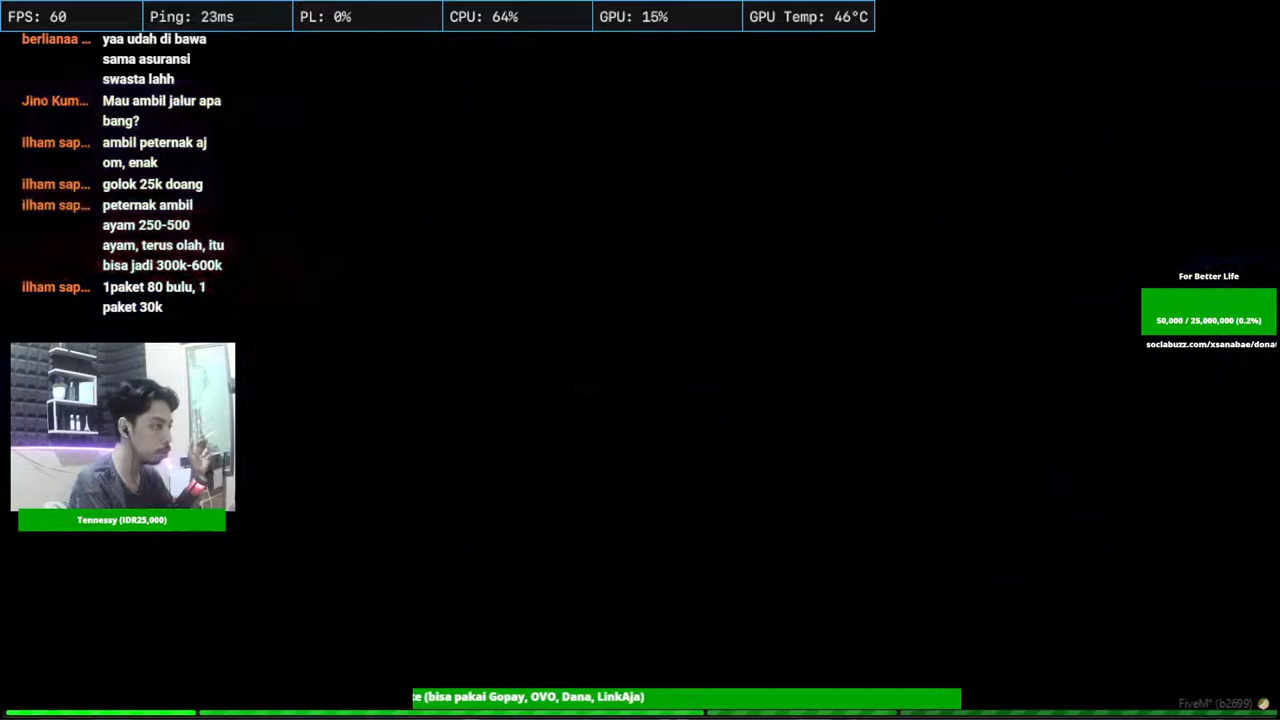 FPS: 60 Ping: 23ms PL: 0% CPU: 64% GPU: 15% GPU Temp: 46°C
berlianaa ... yaa udah di bawa
sama asuransi
swasta lahh
Jino Kum... Mau ambil jalur apa
bang?
ilham sap... ambil peternak aj
om, enak
ilham sap... golok 25k doang
ilham sap... peternak ambil
ayam 250-500
ayam, terus olah, itu
bisa jadi 300k-600k
ilham sap... 1paket 80 bulu, 1
paket 30k
For Better Life
50,000 / 25,000,000 (0.2%)
soclabuzz.com/xsanabae/dona
Tennessy (IDR25,000)
(bisa pakai Gopay, OVO, Dana, LinkAja)
FiveM* (b2699)